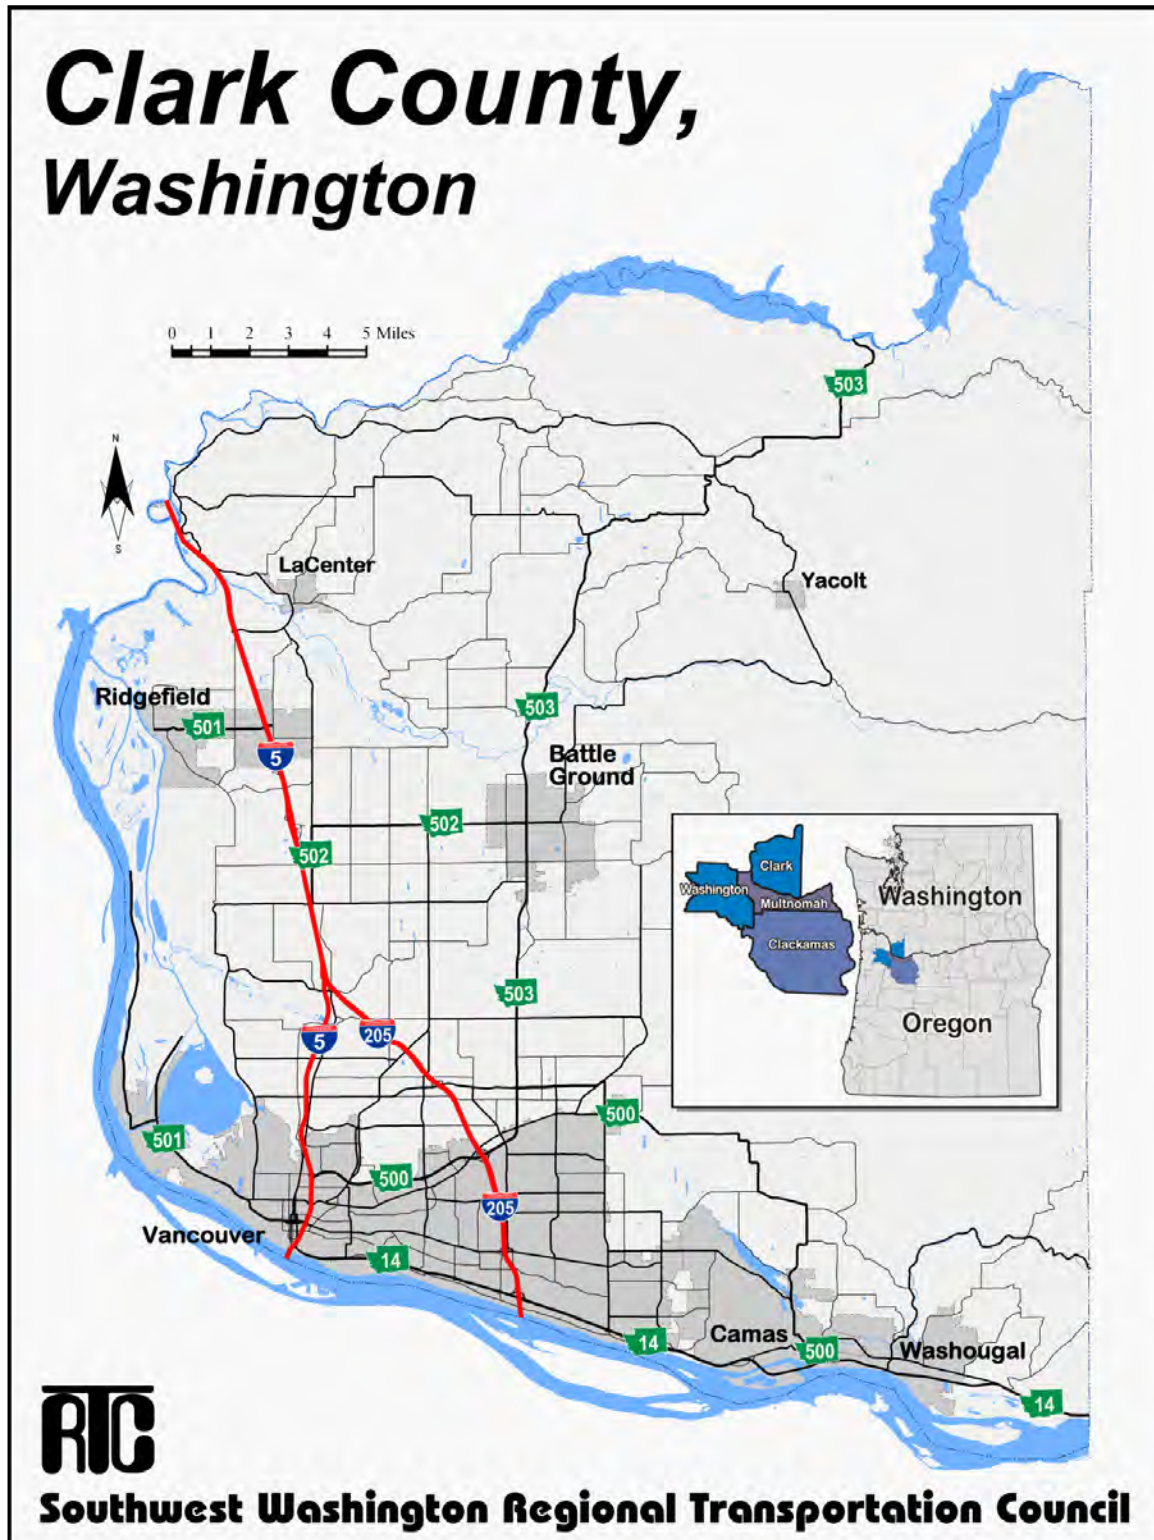 Clark County,
Washington
0 1 2 3 4 5 Miles
503
N
S
LaCenter
Yacolt
Ridgefield
501
503
5
Battle
Ground
502
502
Clark
Washington
Multnomah
Clackamas
Washington
Oregon
503
5
205
500
501
500
205
Vancouver
14
14
Camas
500
Washougal
14
RTC
Southwest Washington Regional Transportation Council